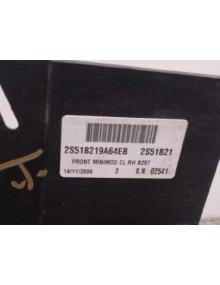 2S51B219A64EB 2S51B21
FRONT MINIMOD CL RH B257
14/11/2006 3 S.N. 02541